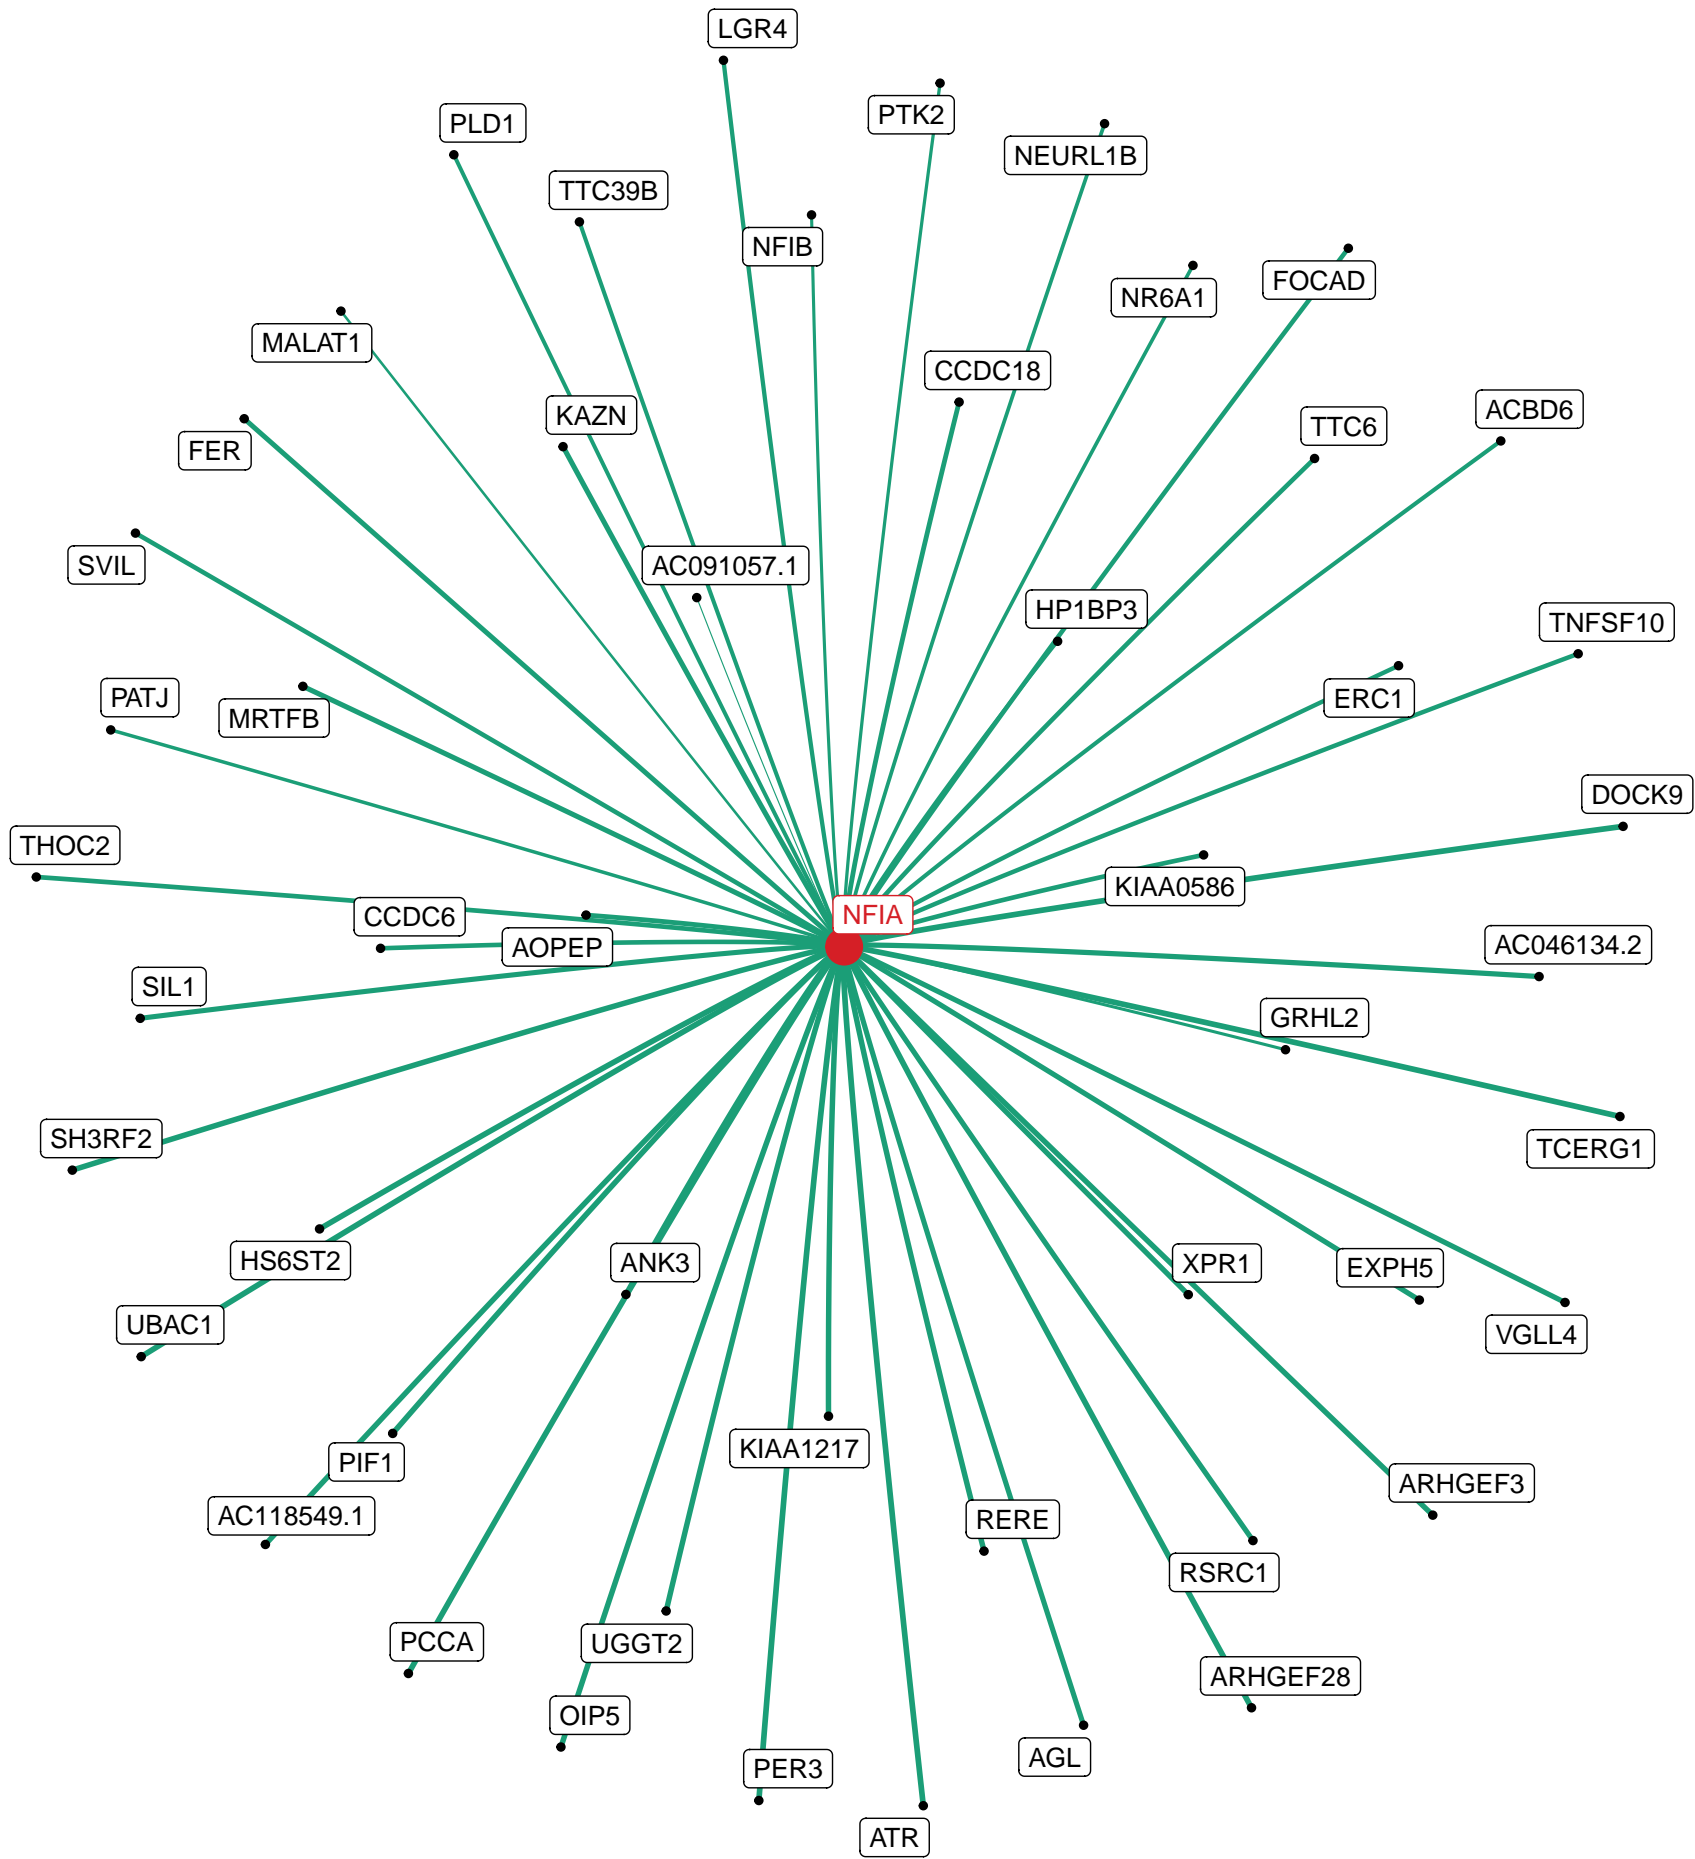 LGR4
PTK2
PLD1
NEURL1B
TTC39B
NFIB
FOCAD
NR6A1
MALAT1
CCDC18
ACBD6
KAZN
TTC6
FER
SVIL
AC091057.1
HP1BP3
TNFSF10
PATJ
ERC1
MRTFB
DOCK9
THOC2
KIAA0586
NFIA
CCDC6
AOPEP
AC046134.2
SIL1
GRHL2
SH3RF2
TCERG1
HS6ST2
ANK3
XPR1
EXPH5
UBAC1
VGLL4
KIAA1217
PIF1
ARHGEF3
AC118549.1
RERE
RSRC1
PCCA
UGGT2
ARHGEF28
OIP5
AGL
PER3
ATR